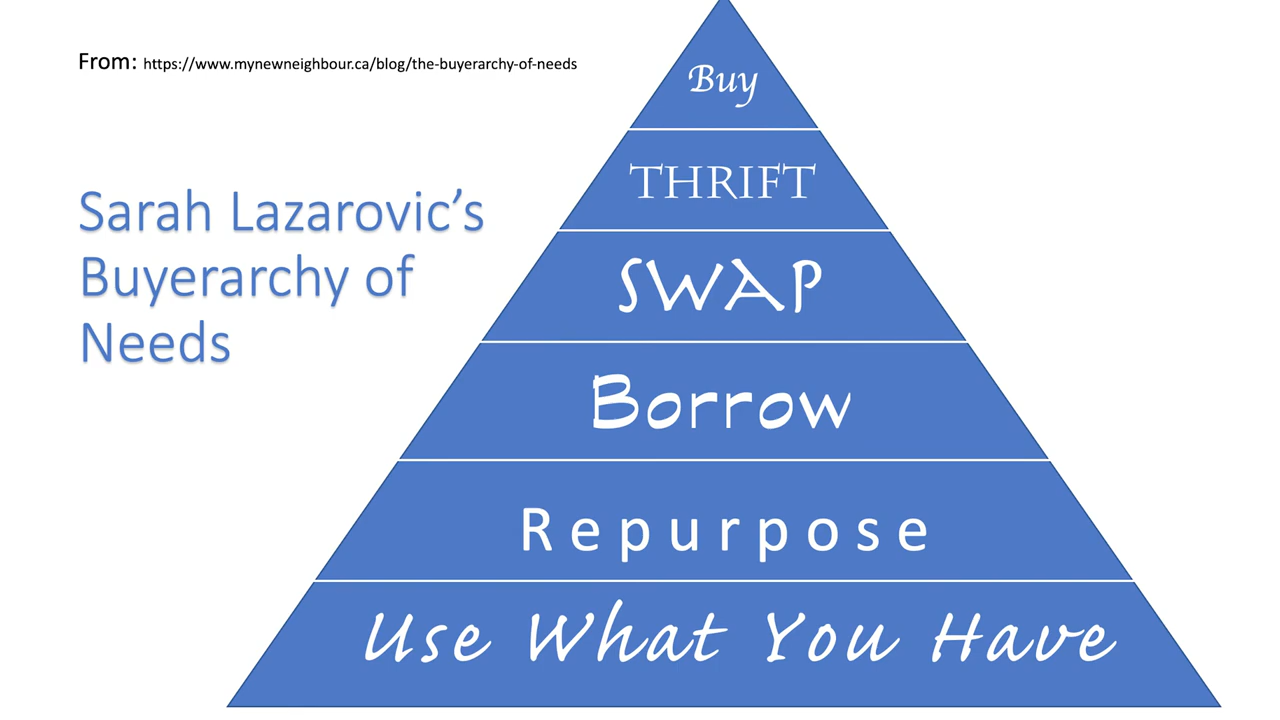 From: https://www.mynewneighbour.ca/blog/the-buyerarchy-of-needs
Sarah Lazarovic’s
Buyerarchy of
Needs
Buy
THRIFT
SWAP
Borrow
Repurpose
Use What You Have